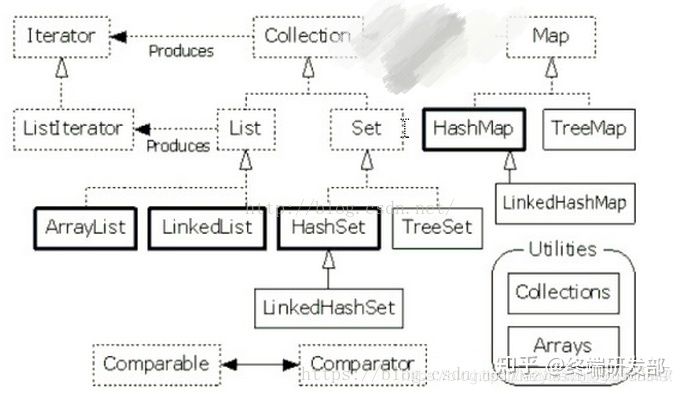 Iterator
Produces
Collection
Map
ListIterator
Produces
List
Set
HashMap
TreeMap
http://blog.csdn.net/
LinkedHashMap
ArrayList
LinkedList
HashSet
TreeSet
Utilities
Collections
LinkedHashSet
Arrays
Comparable
Comparator
知乎 @终端研发部
https://blog.csdn